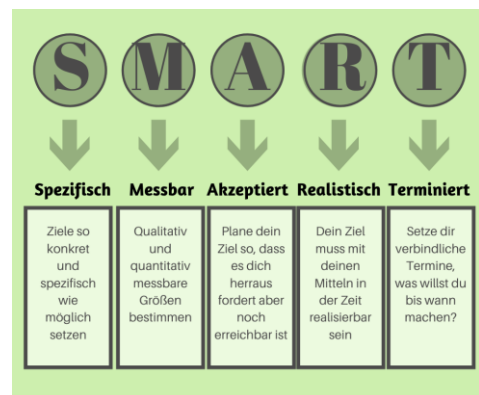 S M A R T
Spezifisch Messbar Akzeptiert Realistisch Terminiert
Ziele so
konkret
und
spezifisch
wie
möglich
setzen
Qualitativ
und
quantitativ
messbare
Größen
bestimmen
Plane dein
Ziel so, dass
es dich
herraus
fordert aber
noch
erreichbar ist
Dein Ziel
muss mit
deinen
Mitteln in
der Zeit
realisierbar
sein
Setze dir
verbindliche
Termine,
was willst du
bis wann
machen?